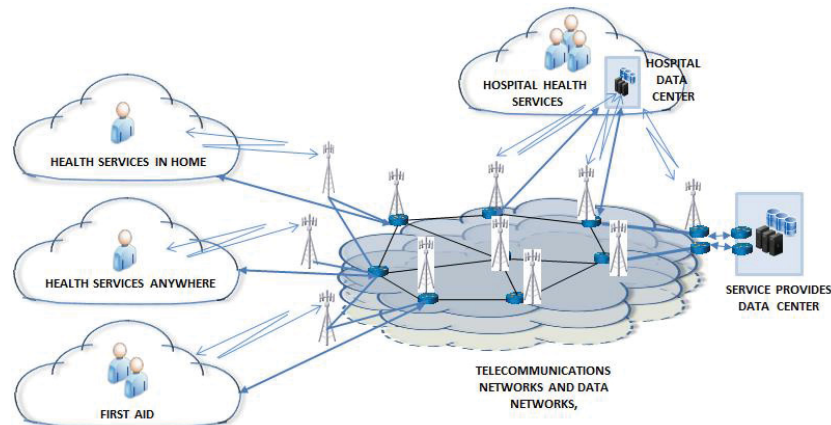 HOSPITAL HEALTH
SERVICES
HOSPITAL
DATA
CENTER
HEALTH SERVICES IN HOME
HEALTH SERVICES ANYWHERE
SERVICE PROVIDES
DATA CENTER
FIRST AID
TELECOMMUNICATIONS
NETWORKS AND DATA
NETWORKS,